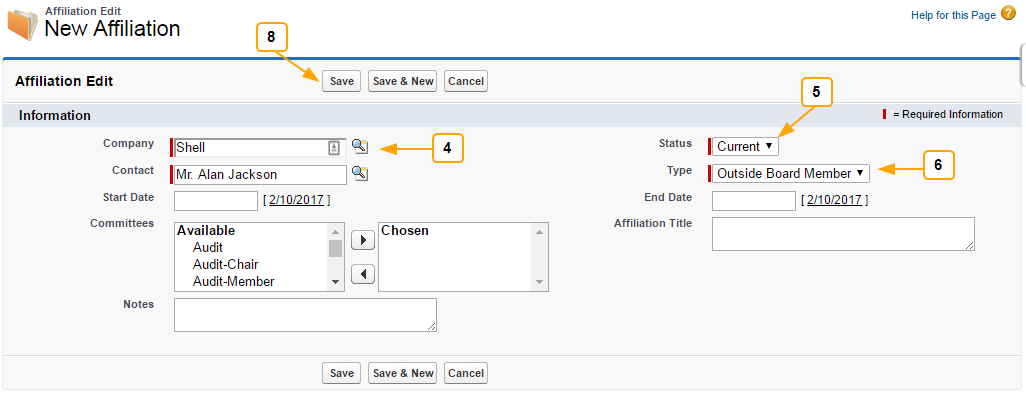 Affiliation Edit
New Affiliation
Help for this Page ?
8
Affiliation Edit
Save
Save & New
Cancel
5
Information
= Required Information
Company
Shell
4
Status
Current
Contact
Mr. Alan Jackson
Type
Outside Board Member
6
Start Date
[ 2/10/2017 ]
End Date
[ 2/10/2017 ]
Committees
Available
Audit
Audit-Chair
Audit-Member
Chosen
Affiliation Title
Notes
Save
Save & New
Cancel